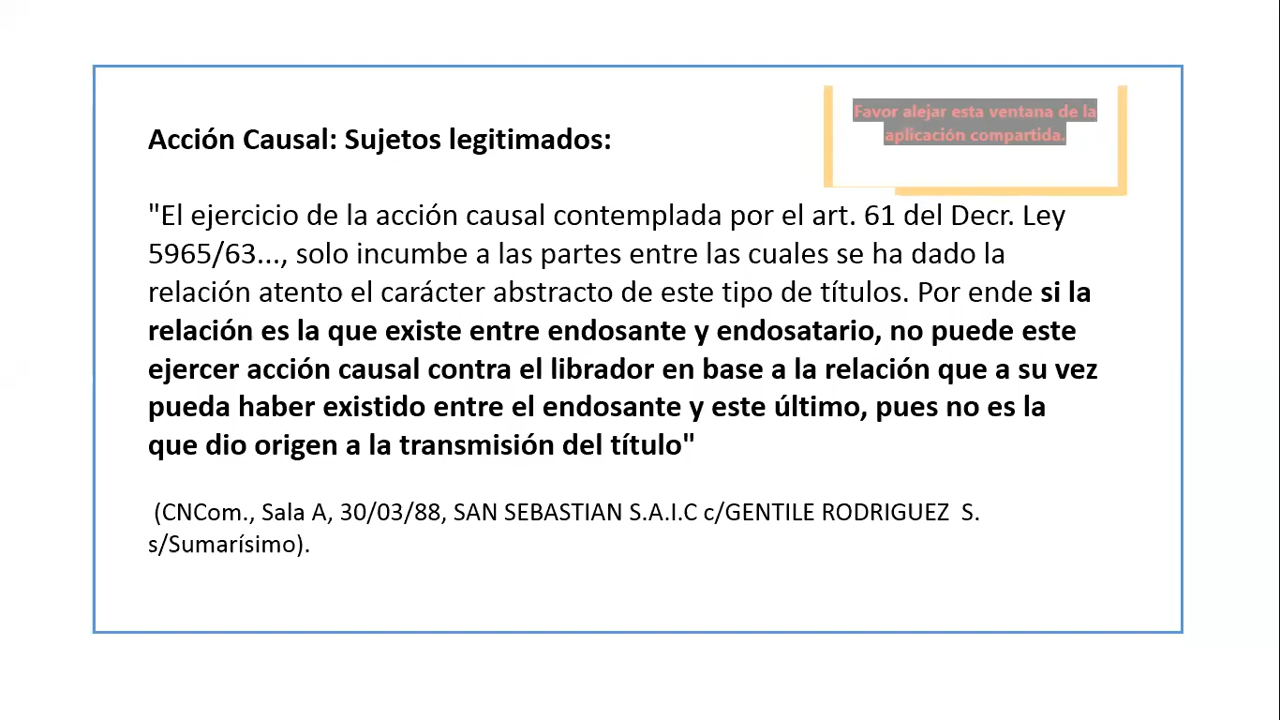 Favor alejar esta ventana de la
aplicación compartida.
Acción Causal: Sujetos legitimados:
"El ejercicio de la acción causal contemplada por el art. 61 del Decr. Ley
5965/63..., solo incumbe a las partes entre las cuales se ha dado la
relación atento el carácter abstracto de este tipo de títulos. Por ende si la
relación es la que existe entre endosante y endosatario, no puede este
ejercer acción causal contra el librador en base a la relación que a su vez
pueda haber existido entre el endosante y este último, pues no es la
que dio origen a la transmisión del título"
(CNCom., Sala A, 30/03/88, SAN SEBASTIAN S.A.I.C c/GENTILE RODRIGUEZ S.
s/Sumarísimo).